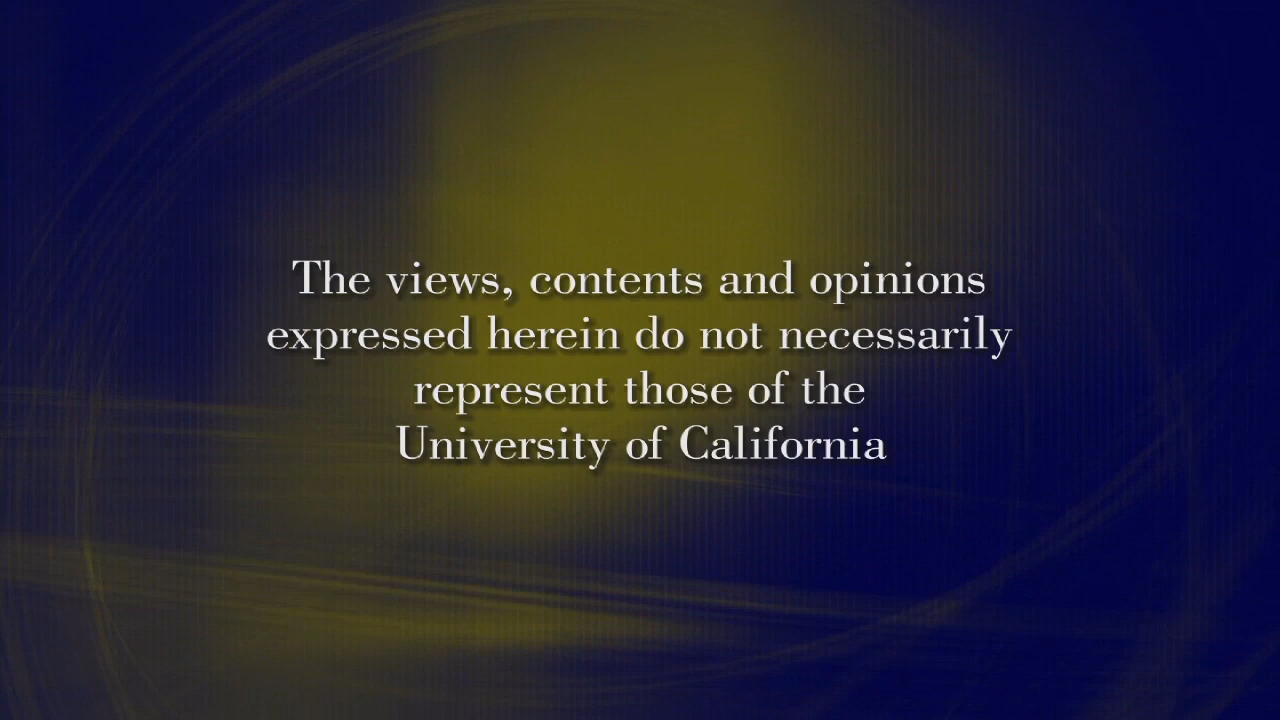 The views, contents and opinions
expressed herein do not necessarily
represent those of the
University of California